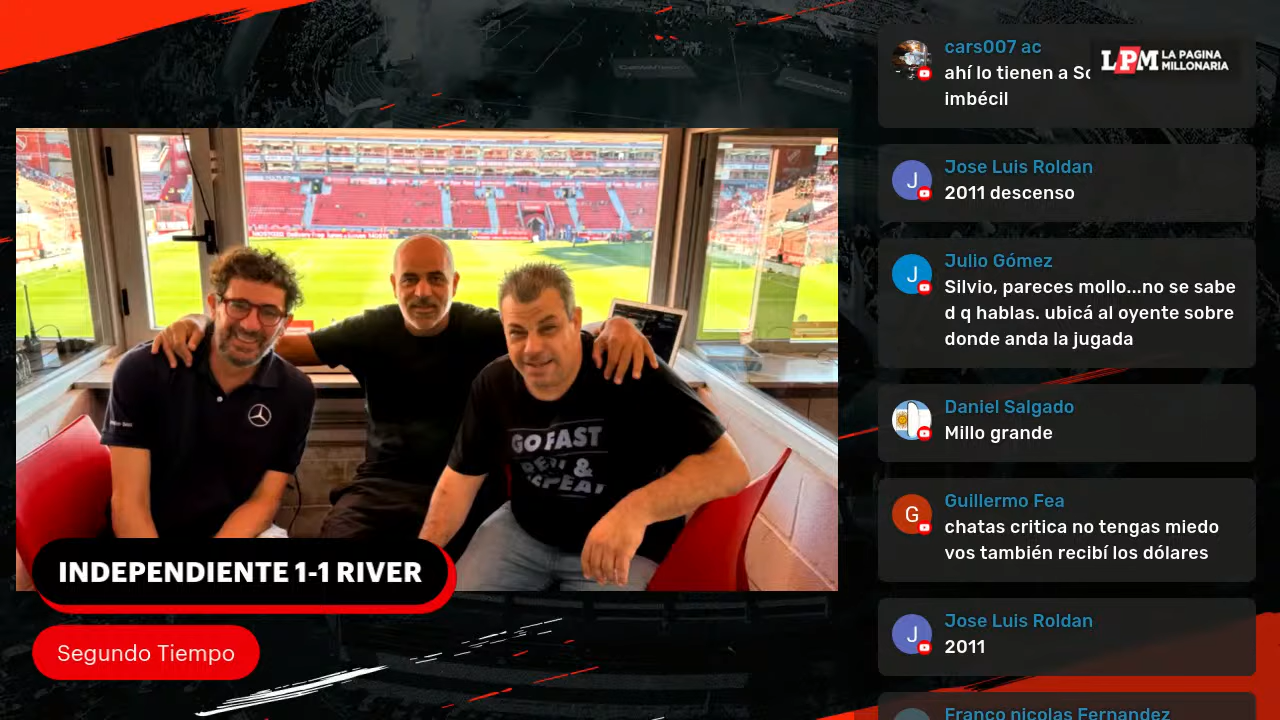 cars007 ac
ahí lo tienen a
imbécil
LPM LA PAGINA
MILLONARIA
J
Jose Luis Roldan
2011 descenso
J
Julio Gómez
Silvio, pareces mollo...no se sabe
d q hablas. ubicá al oyente sobre
donde anda la jugada
Daniel Salgado
Millo grande
G
Guillermo Fea
chatas critica no tengas miedo
vos también recibí los dólares
J
Jose Luis Roldan
2011
Franco nicolas Fernandez
GO FAST
& 
REPEAT
INDEPENDIENTE 1-1 RIVER
Segundo Tiempo